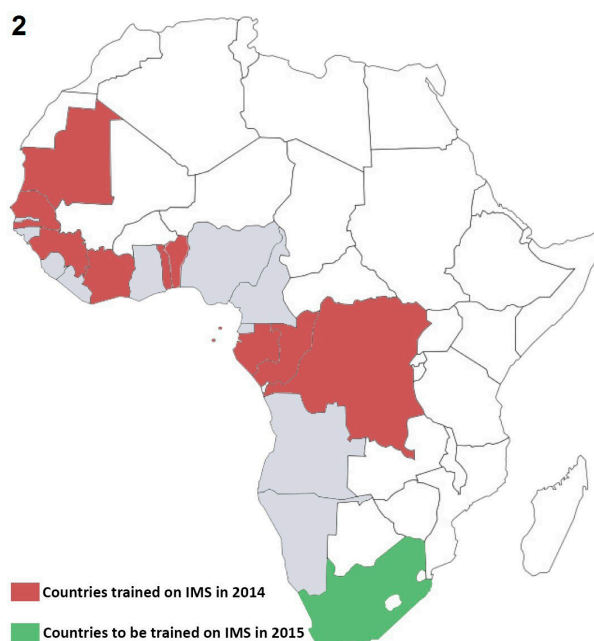 2
Countries trained on IMS in 2014
Countries to be trained on IMS in 2015